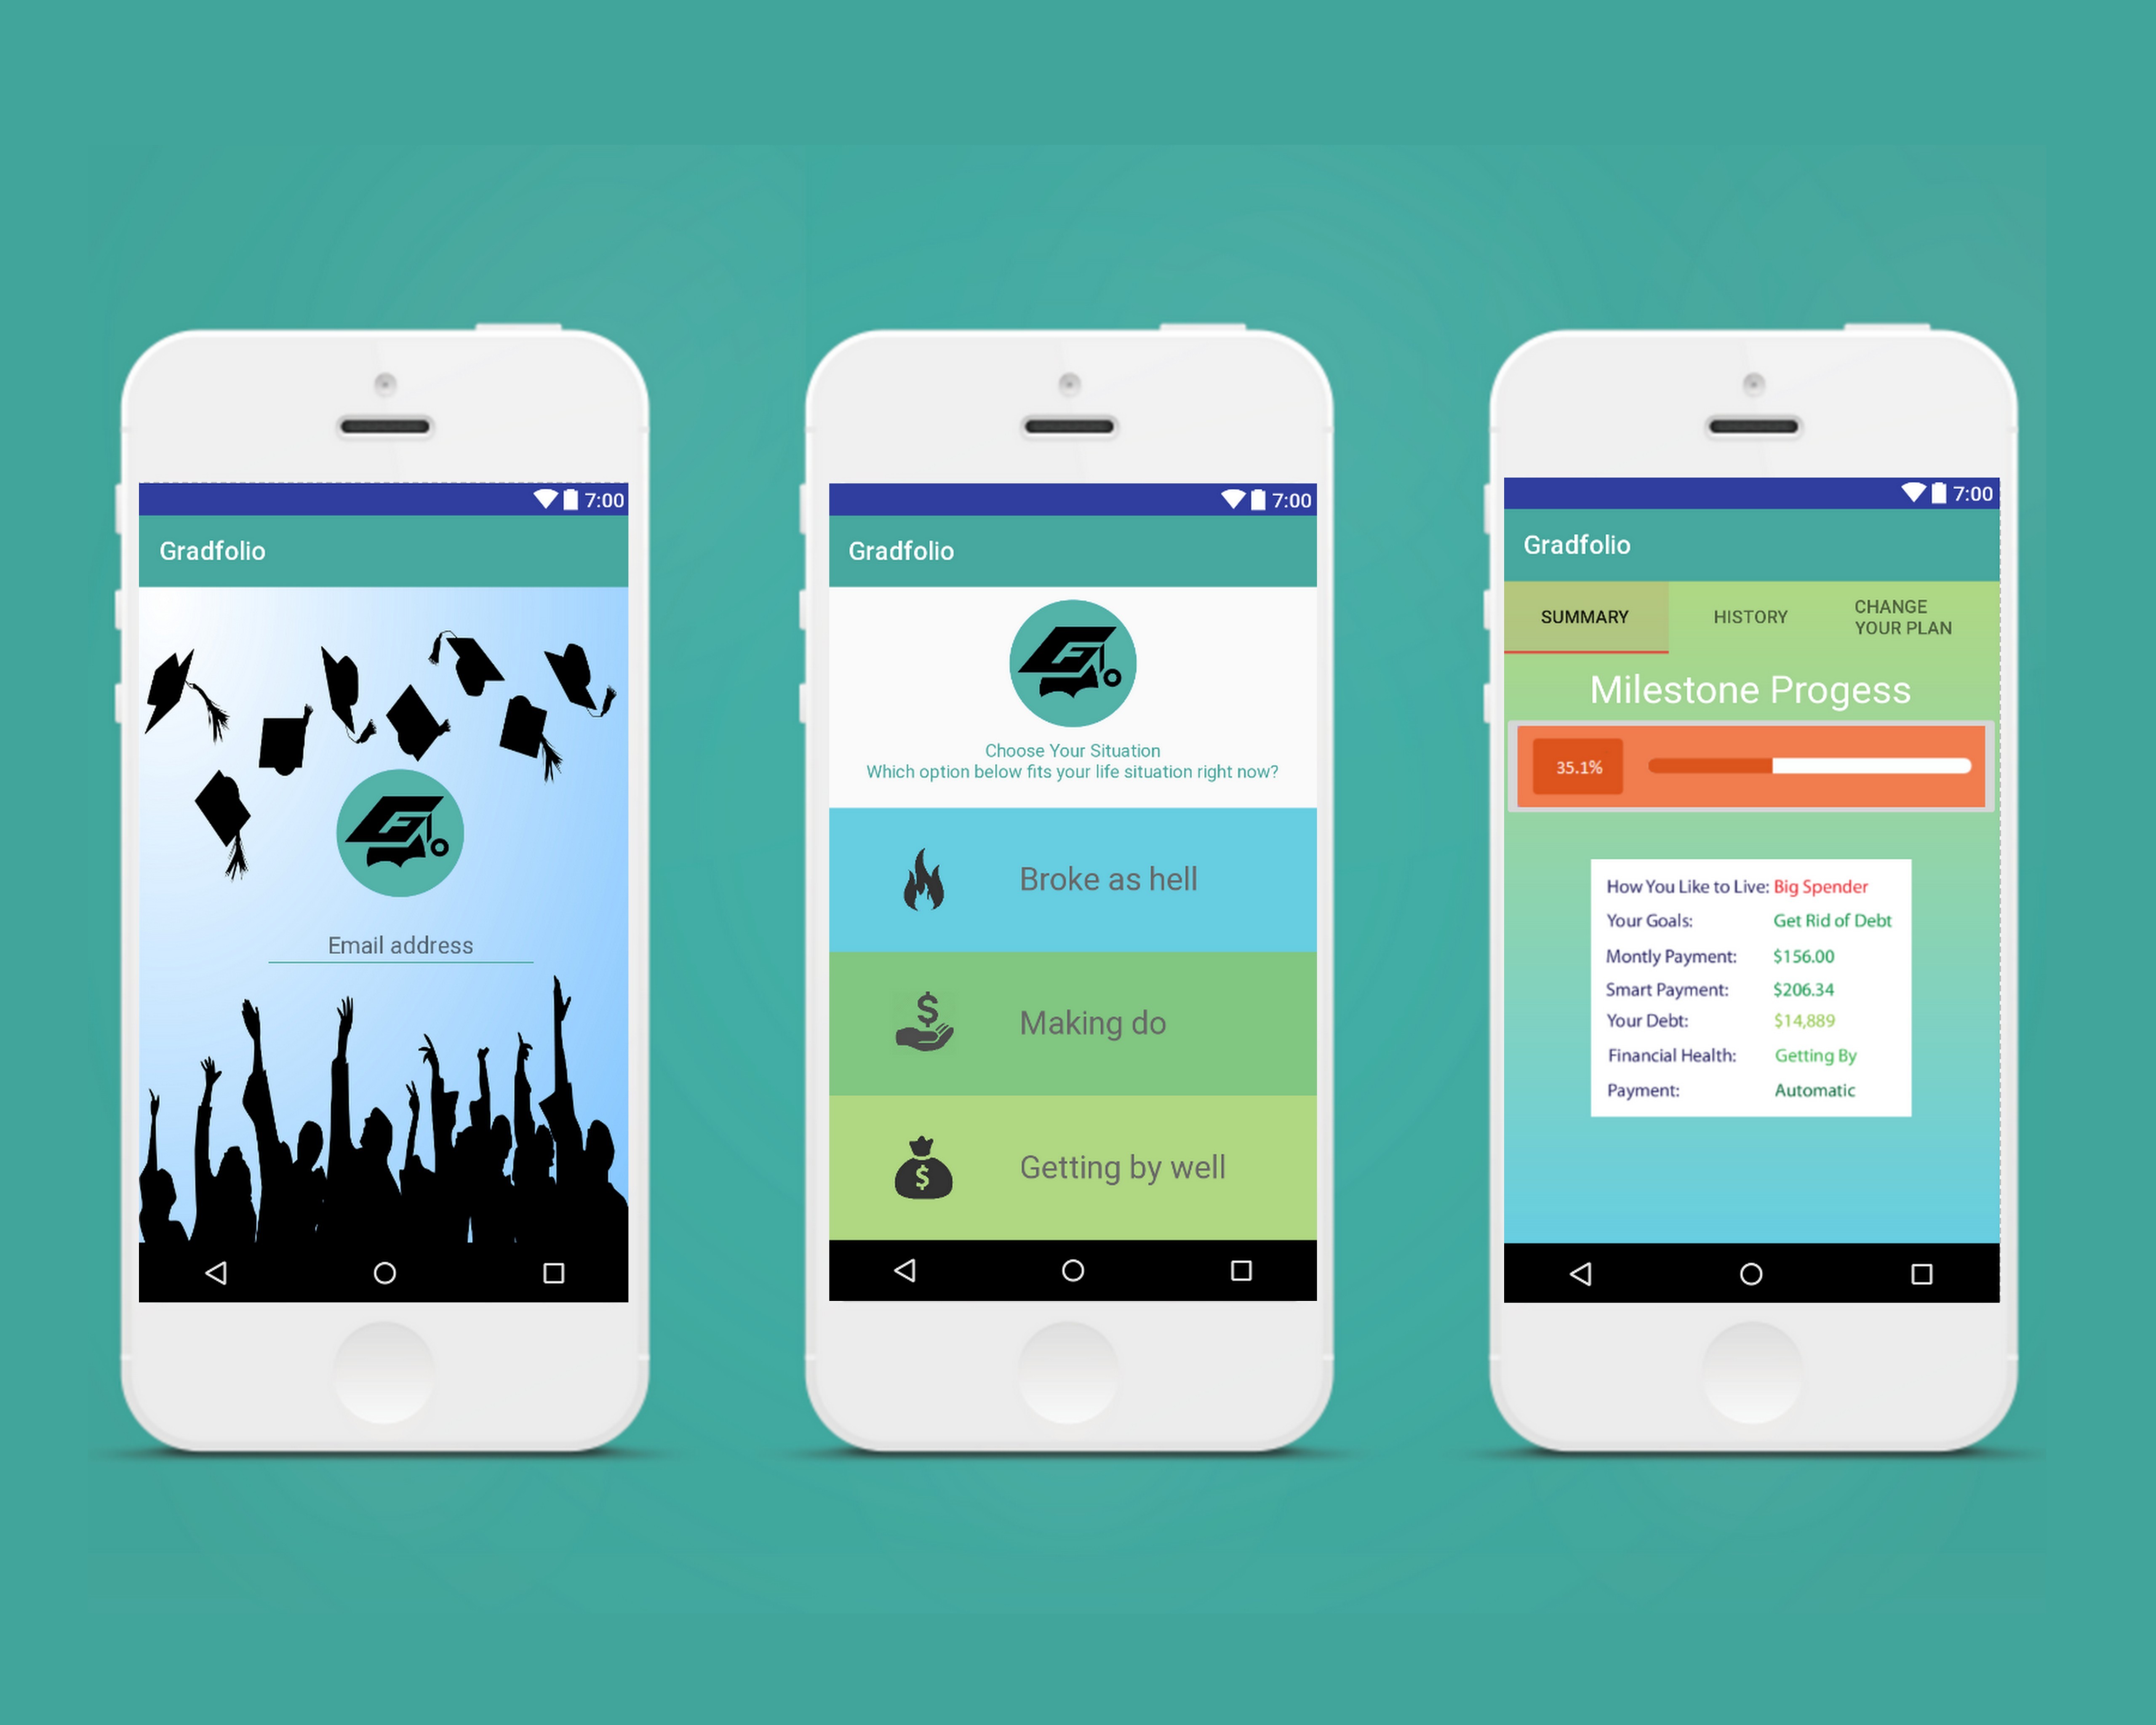 7:00
Gradfolio
Email address
7:00
Gradfolio
Choose Your Situation
Which option below fits your life situation right now?
Broke as hell
$
Making do
$
Getting by well
7:00
Gradfolio
SUMMARY
HISTORY
CHANGE
YOUR PLAN
Milestone Progess
35.1%
How You Like to Live: Big Spender
Your Goals: Get Rid of Debt
Montly Payment: $156.00
Smart Payment: $206.34
Your Debt: $14,889
Financial Health: Getting By
Payment: Automatic